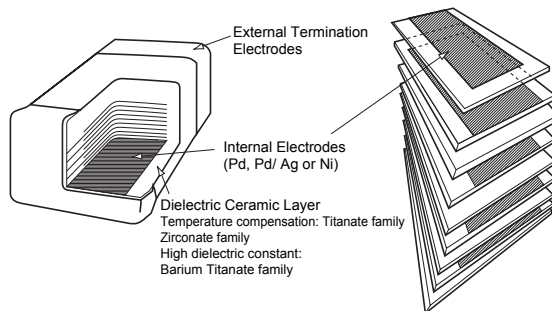 External Termination
Electrodes
Internal Electrodes
(Pd, Pd/ Ag or Ni)
Dielectric Ceramic Layer
Temperature compensation: Titanate family
Zirconate family
High dielectric constant:
Barium Titanate family